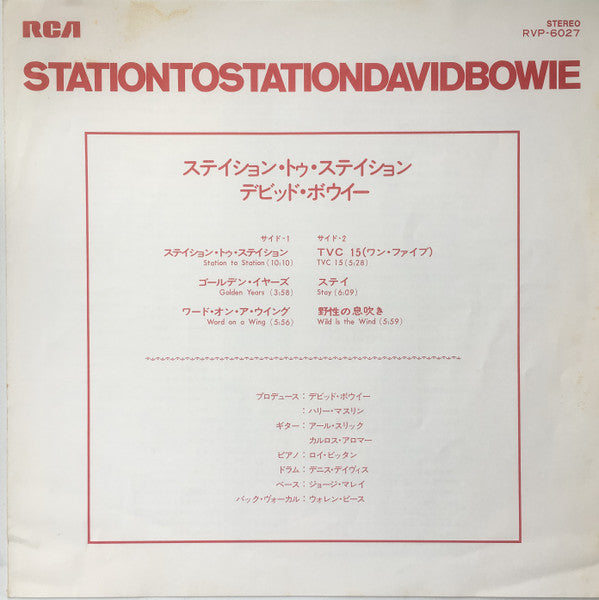 RCA
STEREO
RVP-6027
STATIONTOSTATIONDAVIDBOWIE
ステイション・トゥ・ステイション
デビッド・ボウイー
サイド・1
ステイション・トゥ・ステイション
Station to Station (10:10)
ゴールデン・イヤーズ
Golden Years (3:58)
ワード・オン・ア・ウイング
Word on a Wing (5:56)
サイド・2
TVC 15(ワン・ファイブ)
TVC 15 (5:28)
ステイ
Stay (6:09)
野性の息吹き
Wild Is the Wind (5:59)
プロデュース：デビッド・ボウイー
：ハリー・マスリン
ギター：アール・スリック
カルロス・アロマー
ピアノ：ロイ・ビッタン
ドラム：デニス・デイヴィス
ベース：ジョージ・マレイ
バック・ヴォーカル：ウォレン・ピース